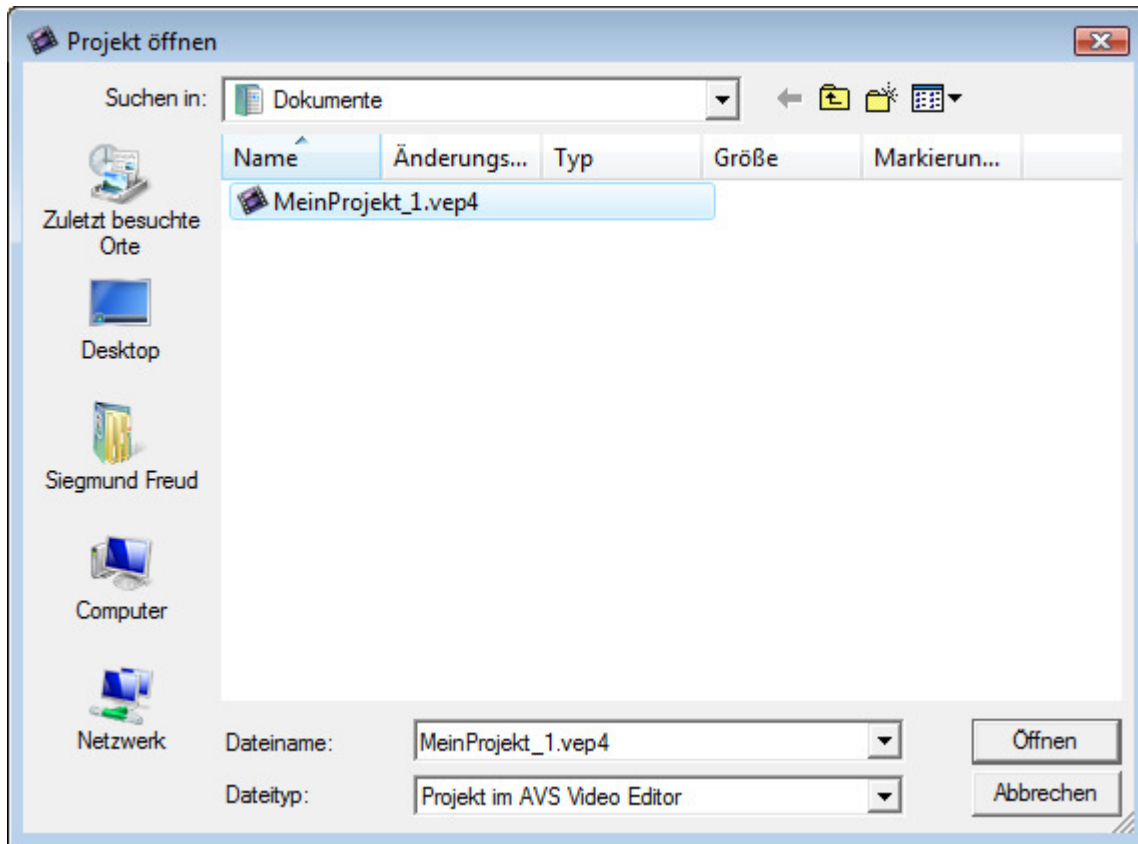 Projekt öffnen
Suchen in:
Dokumente
Name
Änderungs...
Typ
Größe
Markierun...
MeinProjekt_1.vep4
Zuletzt besuchte
Orte
Desktop
Siegmund Freud
Computer
Netzwerk
Dateiname:
MeinProjekt_1.vep4
Öffnen
Dateityp:
Projekt im AVS Video Editor
Abbrechen